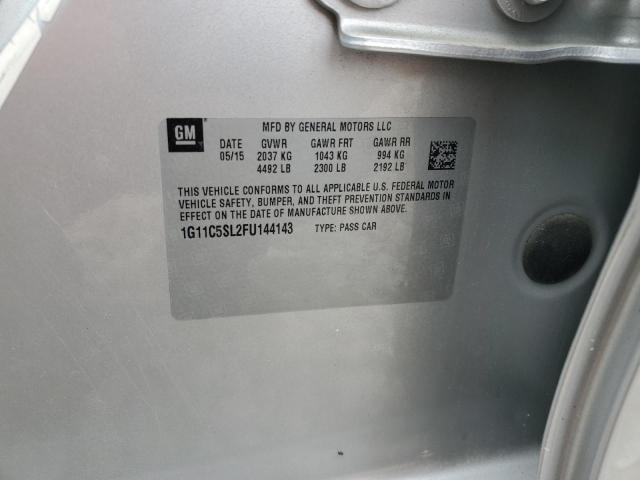 GM
MFD BY GENERAL MOTORS LLC
DATE GVWR GAWR FRT GAWR RR
05/15 2037 KG 1043 KG 994 KG
4492 LB 2300 LB 2192 LB
THIS VEHICLE CONFORMS TO ALL APPLICABLE U.S. FEDERAL MOTOR
VEHICLE SAFETY, BUMPER, AND THEFT PREVENTION STANDARDS IN
EFFECT ON THE DATE OF MANUFACTURE SHOWN ABOVE.
1G11C5SL2FU144143 TYPE: PASS CAR